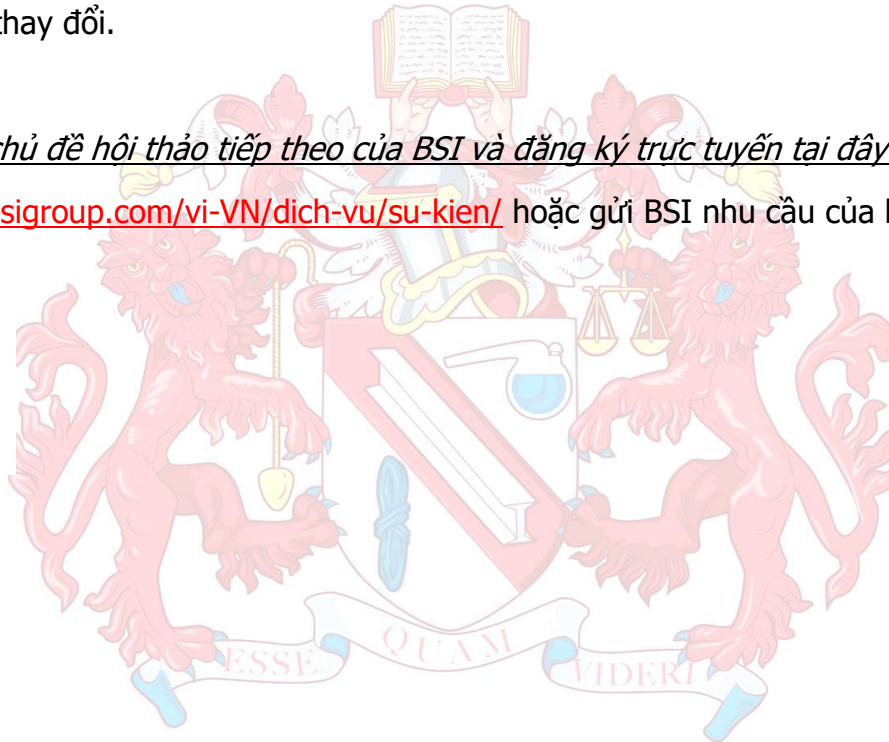 thay đổi.
chủ đề hội thảo tiếp theo của BSI và đăng ký trực tuyến tại đây
sigroup.com/vi-VN/dich-vu/su-kien/ hoặc gửi BSI nhu cầu của
ESSE QUAM VIDERI